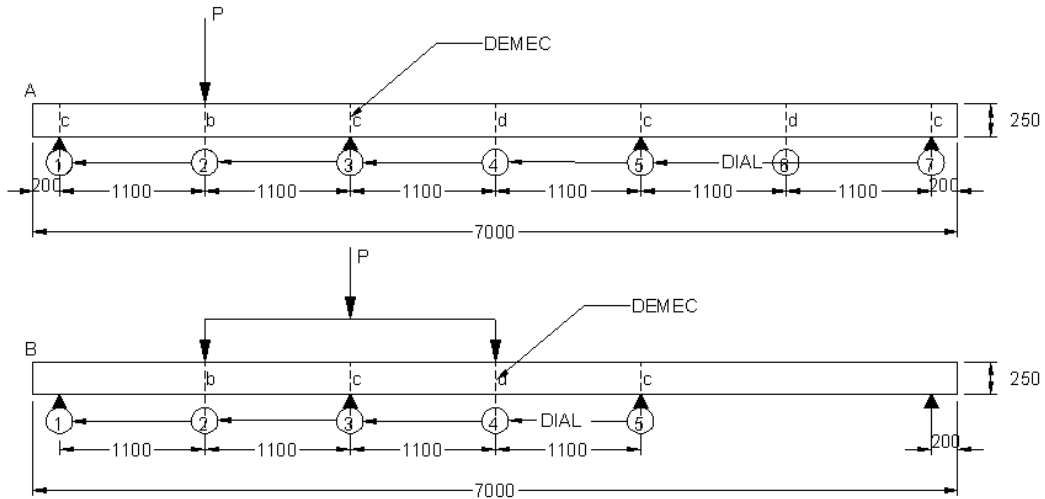 P
DEMEC
A
c b c d c d c
250
1 2 3 4 5 DIAL 6 7
200 1100 1100 1100 1100 1100 1100 200
7000
P
DEMEC
B
b c d c
250
1 2 3 4 DIAL 5
1100 1100 1100 1100 200
7000